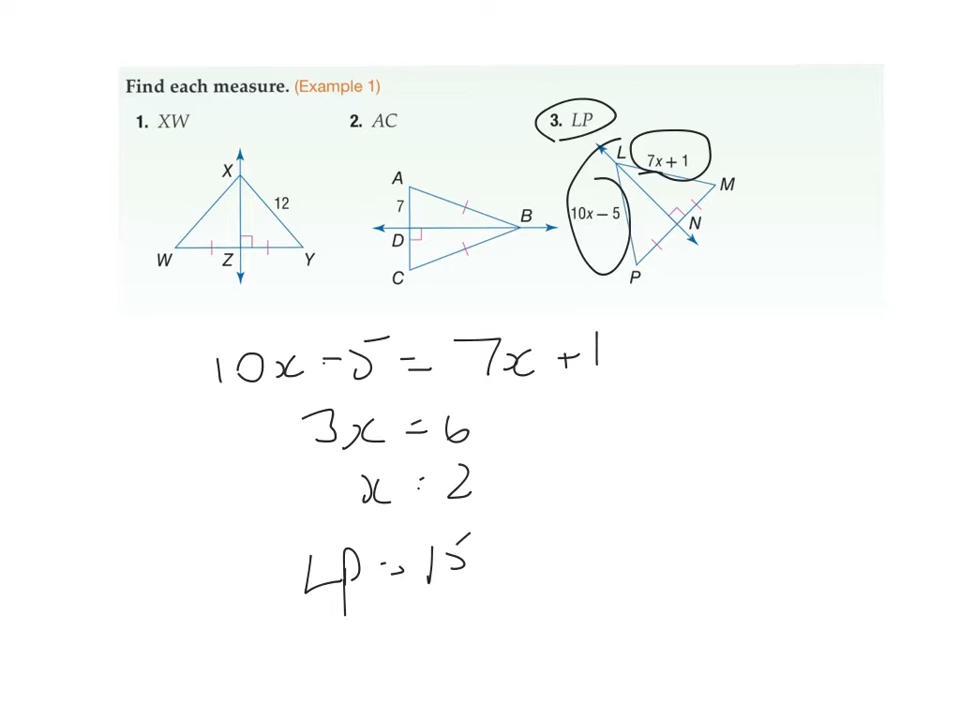 Find each measure. (Example 1)
1. XW
2. AC
3. LP
X
12
W
Z
Y
A
7
D
C
B
L
7x + 1
M
10x − 5
N
P
10x − 5 = 7x + 1
3x = 6
x = 2
LP = 15